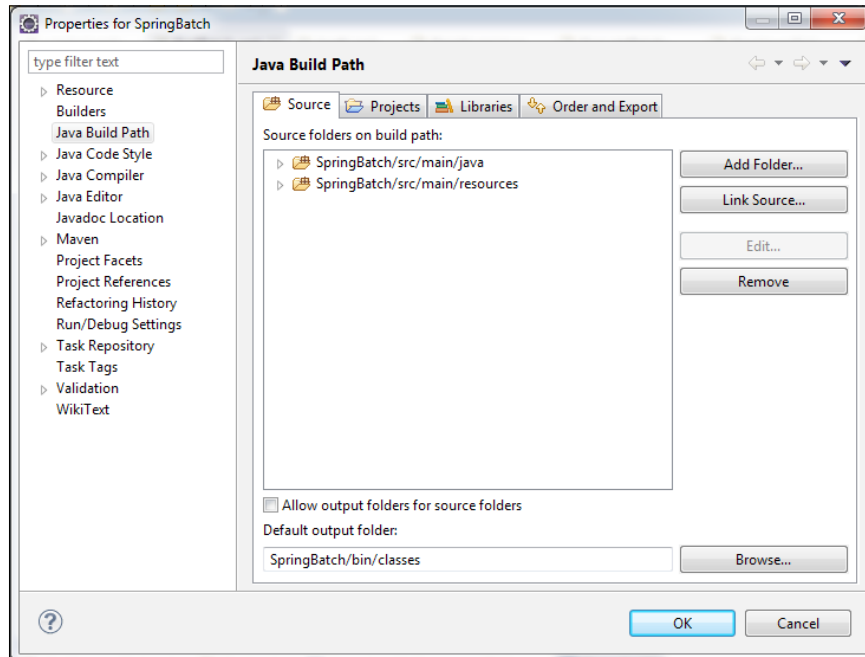 Properties for SpringBatch
type filter text
Resource
Builders
Java Build Path
Java Code Style
Java Compiler
Java Editor
Javadoc Location
Maven
Project Facets
Project References
Refactoring History
Run/Debug Settings
Task Repository
Task Tags
Validation
WikiText
Java Build Path
Source Projects Libraries Order and Export
Source folders on build path:
SpringBatch/src/main/java
SpringBatch/src/main/resources
Add Folder...
Link Source...
Edit...
Remove
Allow output folders for source folders
Default output folder:
SpringBatch/bin/classes Browse...
? OK Cancel